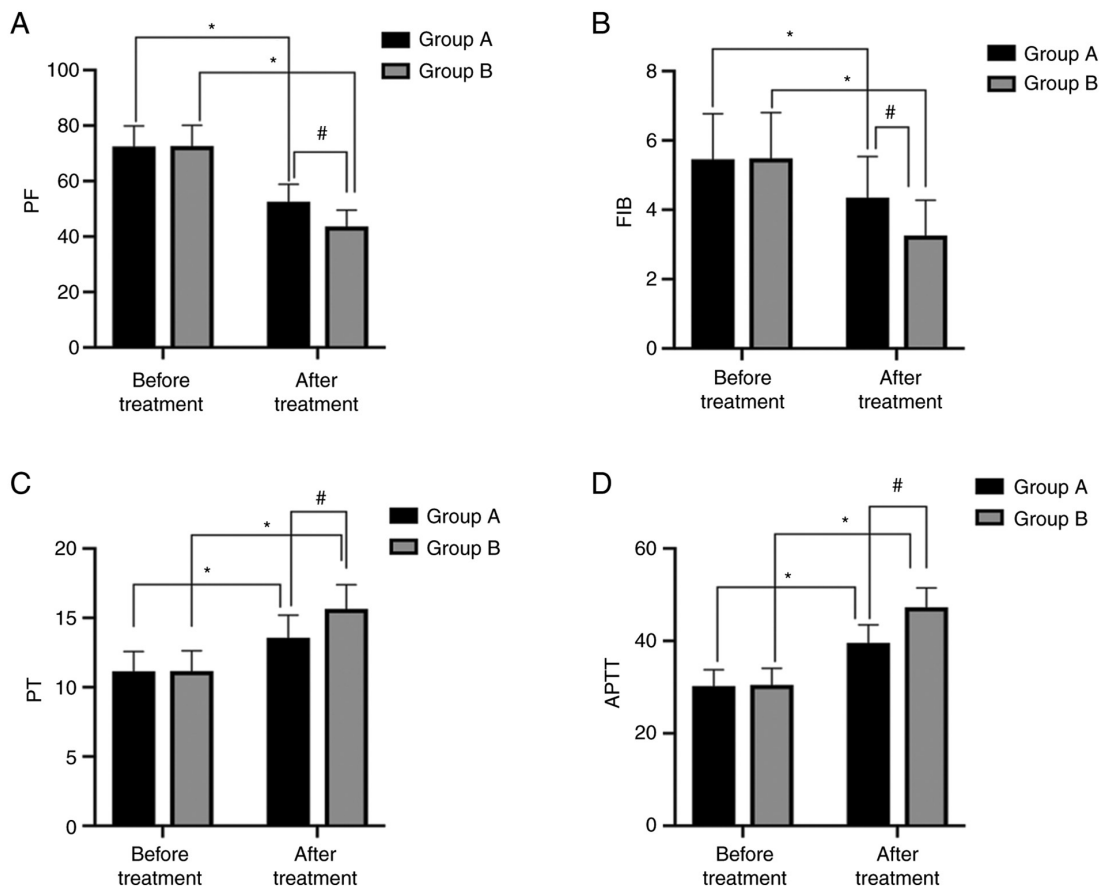 A
*
Group A
*
Group B
100
80
#
60
PF
40
20
0
Before
treatment
After
treatment
B
*
Group A
8
*
Group B
#
6
4
FIB
2
0
Before
treatment
After
treatment
C
#
Group A
*
Group B
20
*
15
10
PT
5
0
Before
treatment
After
treatment
D
#
Group A
*
Group B
60
*
40
APTT
20
0
Before
treatment
After
treatment